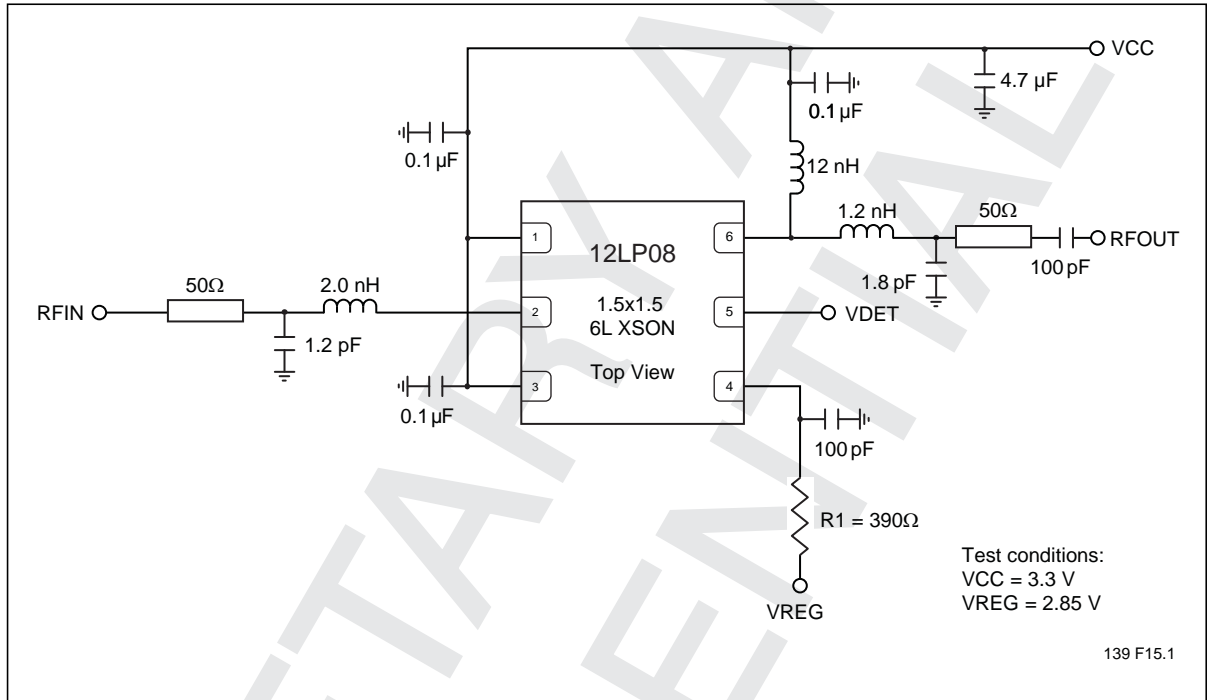 VCC
4.7 µF
0.1 µF
0.1 µF
12 nH
1.2 nH
50Ω
1
6
RFOUT
12LP08
100 pF
50Ω
2.0 nH
1.8 pF
RFIN
2
1.5x1.5
6L XSON
5
VDET
1.2 pF
Top View
3
4
0.1 µF
100 pF
R1 = 390Ω
Test conditions:
VCC = 3.3 V
VREG = 2.85 V
VREG
139 F15.1